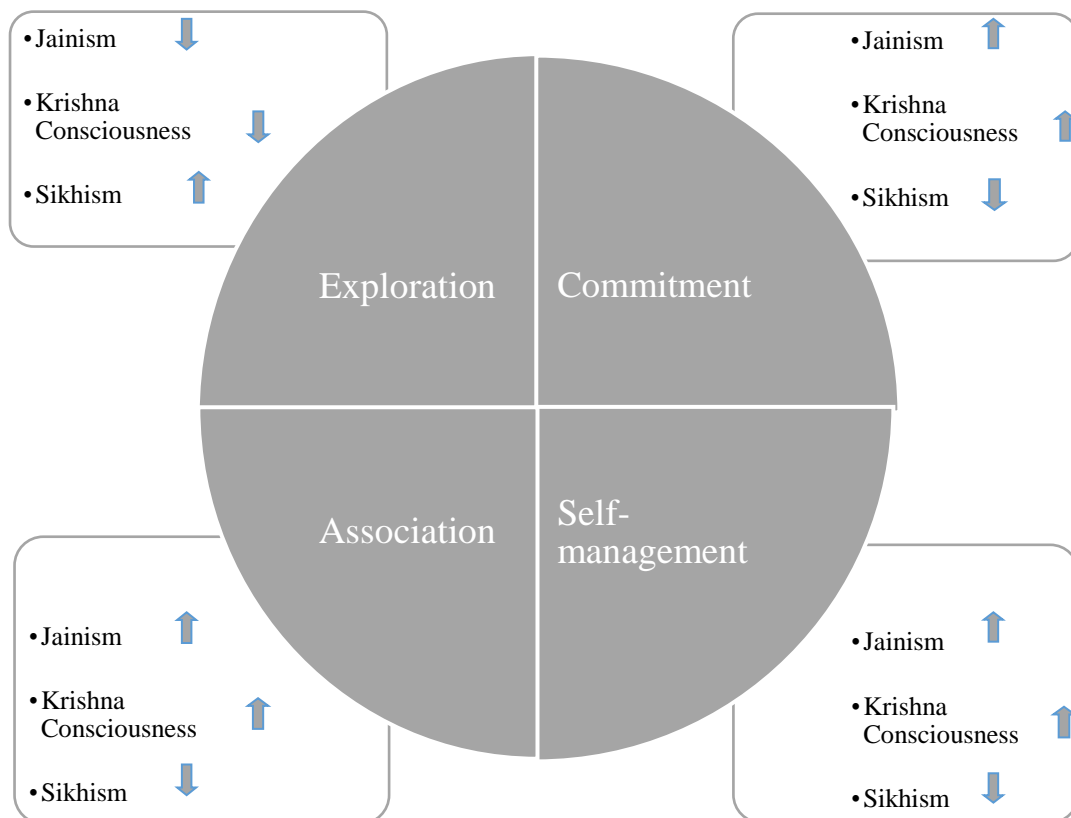 •Jainism
•Krishna
Consciousness
•Sikhism
•Jainism
•Krishna
Consciousness
•Sikhism
Exploration
Commitment
Association
Self-
management
•Jainism
•Krishna
Consciousness
•Sikhism
•Jainism
•Krishna
Consciousness
•Sikhism